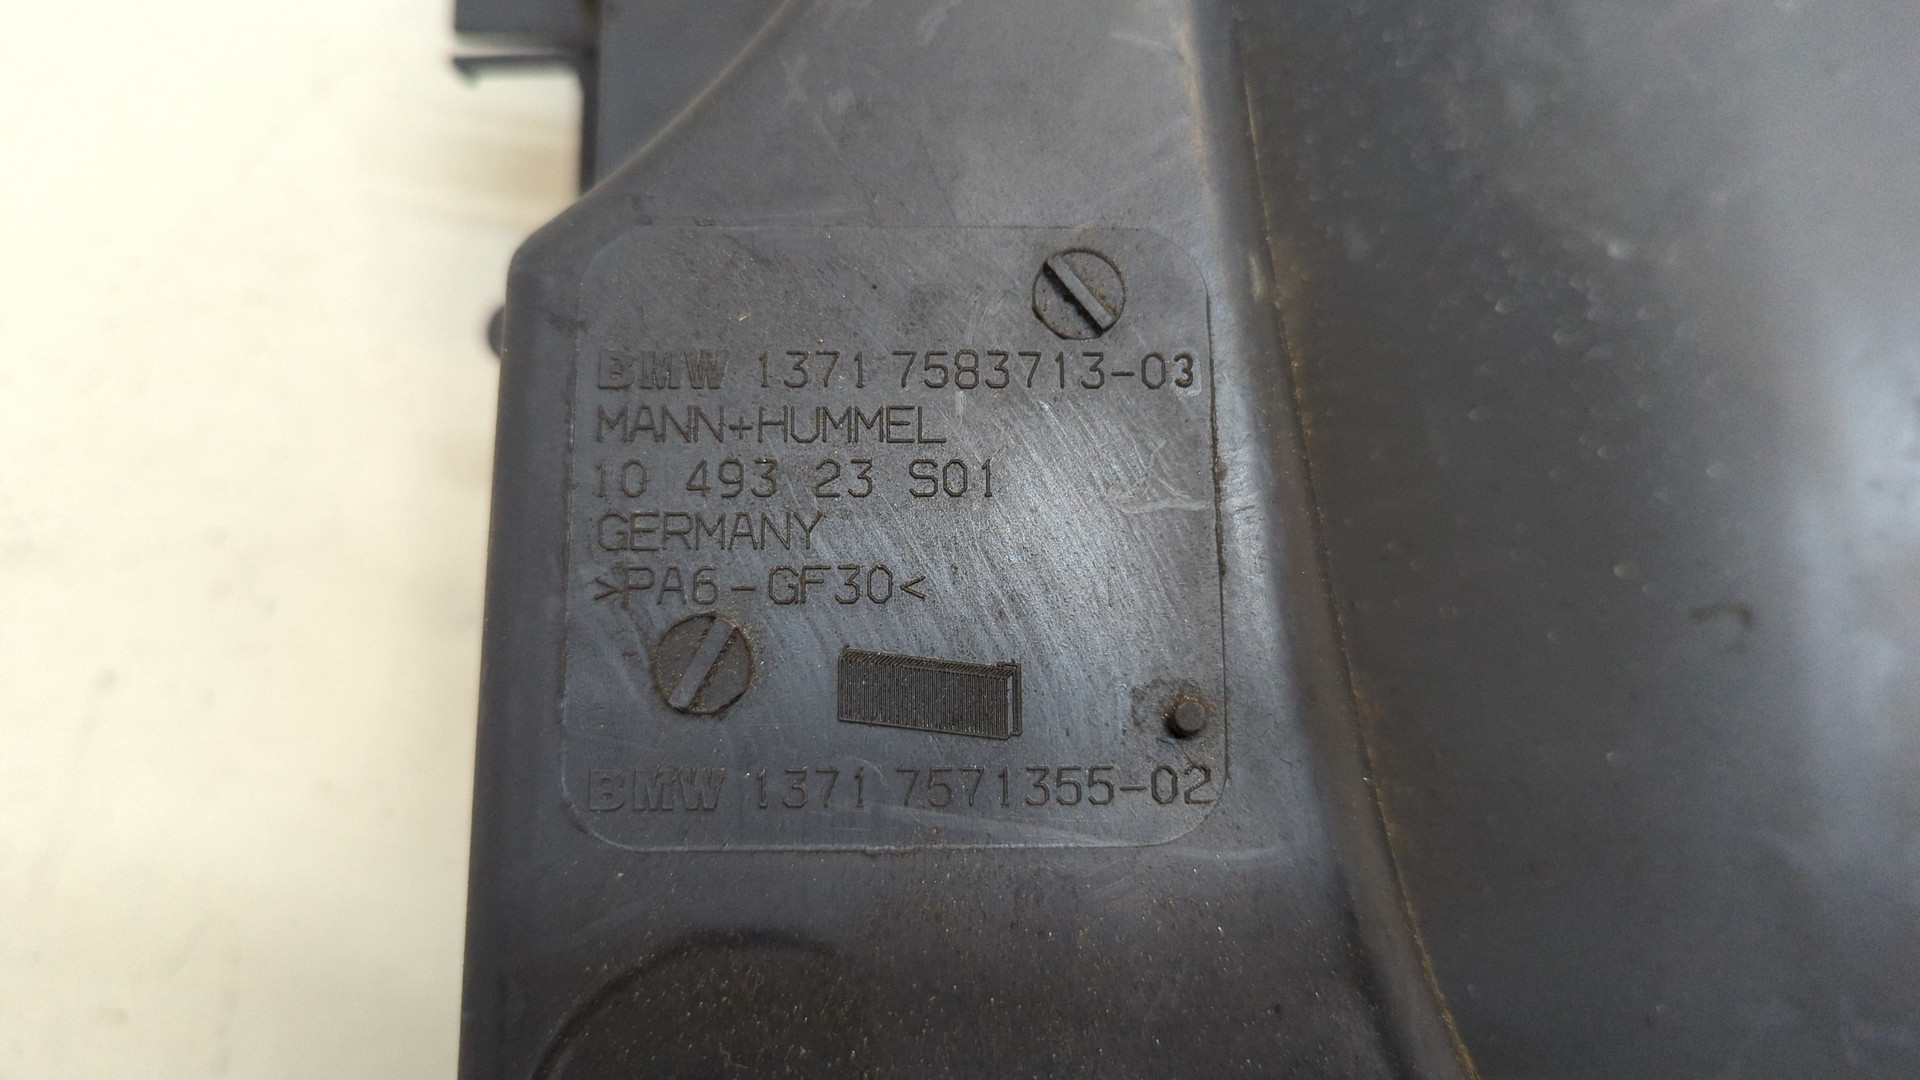 BMW 1371 7583713-03
MANN+HUMMEL
10 493 23 S01
GERMANY
>PA6-GF30<
BMW 1371 7571355-02